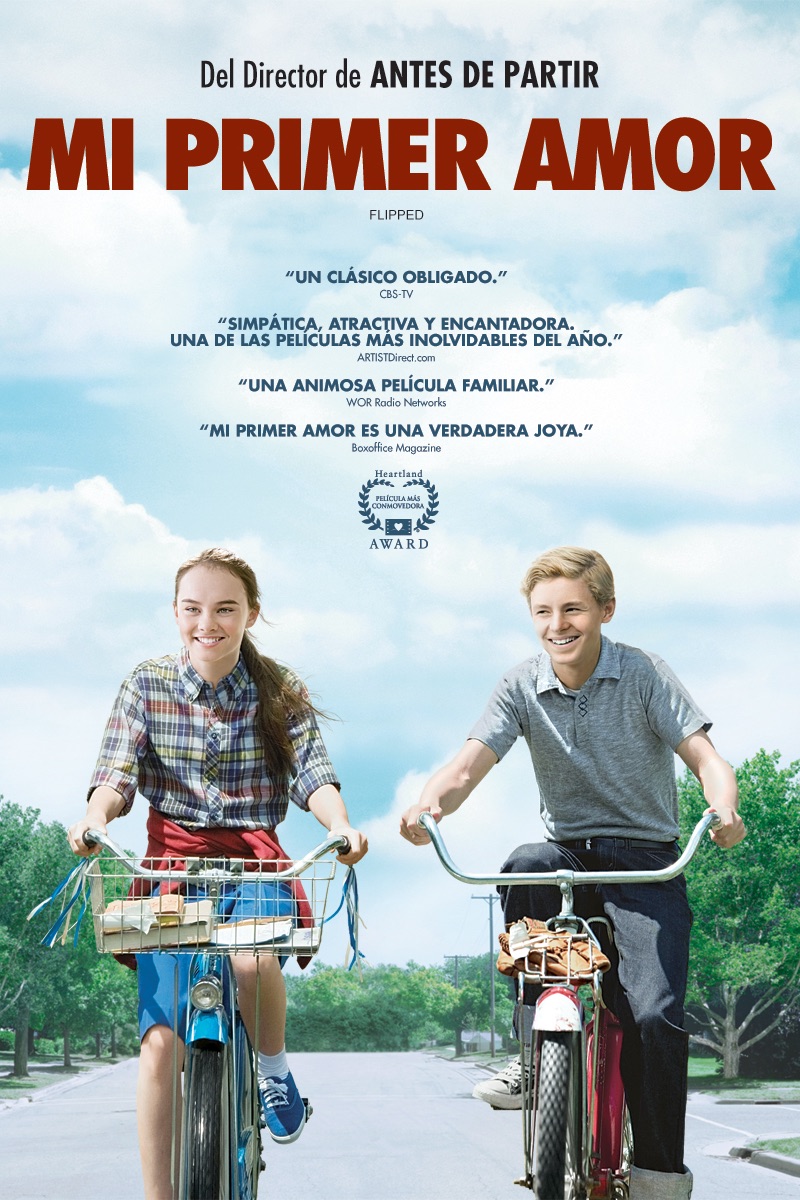 Del Director de ANTES DE PARTIR
MI PRIMER AMOR
FLIPPED
“UN CLÁSICO OBLIGADO.”
CBS-TV
“SIMPÁTICA, ATRACTIVA Y ENCANTADORA.
UNA DE LAS PELÍCULAS MÁS INOLVIDABLES DEL AÑO.”
ARTISTDirect.com
“UNA ANIMOSA PELÍCULA FAMILIAR.”
WOR Radio Networks
“MI PRIMER AMOR ES UNA VERDADERA JOYA.”
Boxoffice Magazine
Heartland
PELÍCULA MÁS
CONMOVEDORA
AWARD